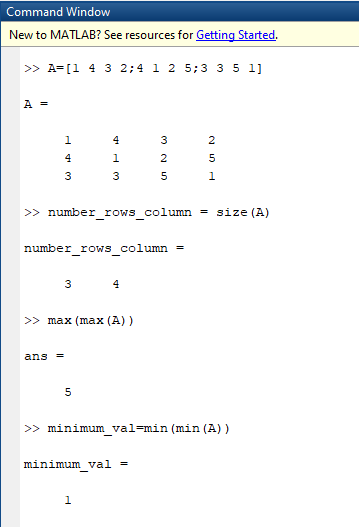 Command Window
New to MATLAB? See resources for Getting Started.
>> A=[1 4 3 2;4 1 2 5;3 3 5 1]
A =
1 4 3 2
4 1 2 5
3 3 5 1
>> number_rows_column = size(A)
number_rows_column =
3 4
>> max(max(A))
ans =
5
>> minimum_val=min(min(A))
minimum_val =
1